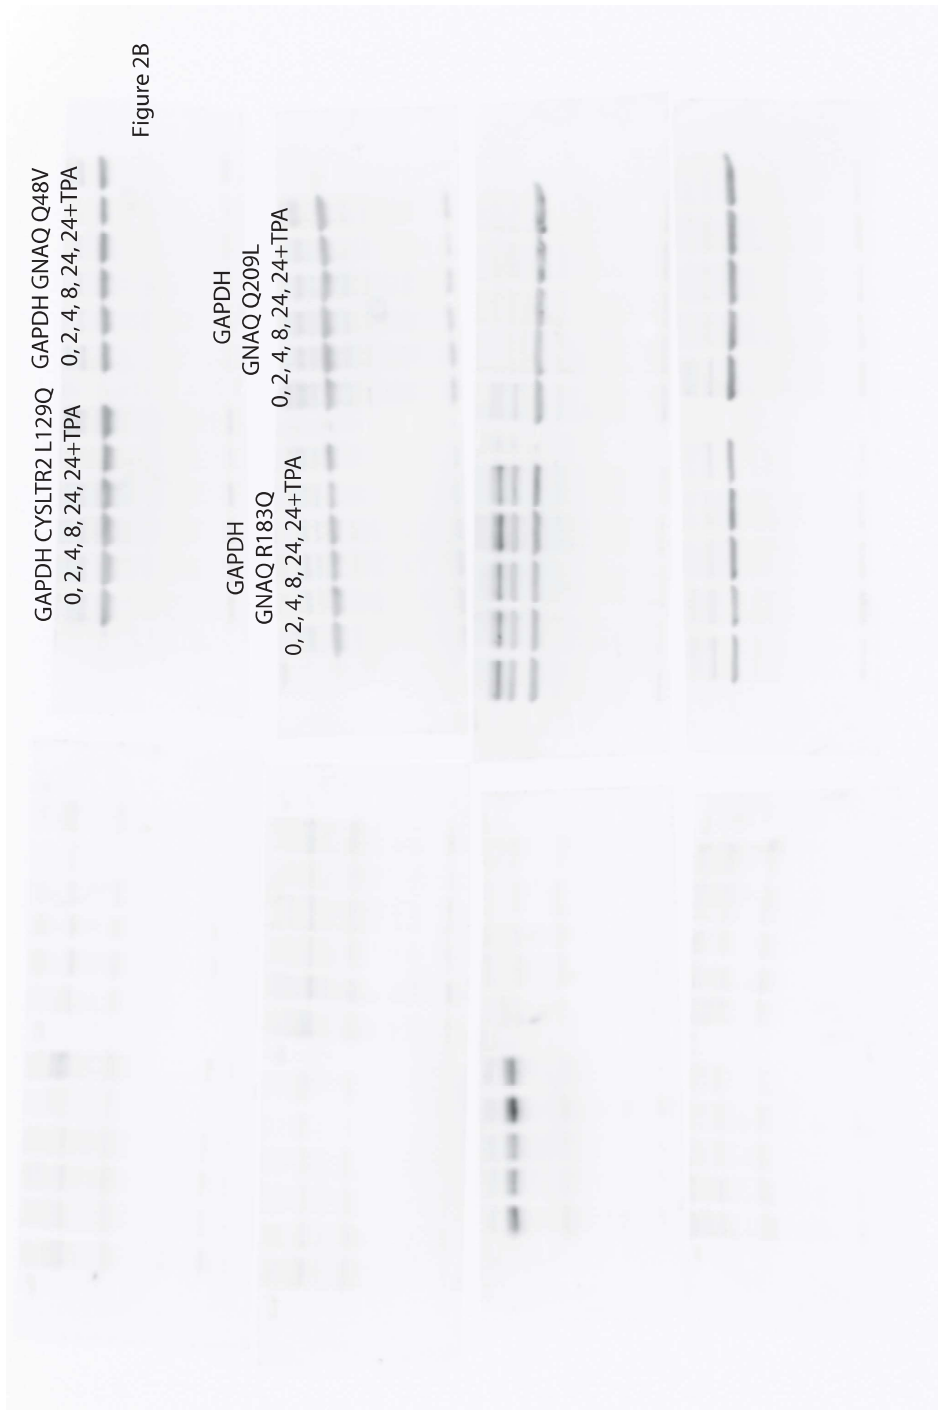 Figure 2B
GAPDH CYSLTR2 L129Q
0, 2, 4, 8, 24, 24+TPA
GAPDH GNAQ Q48V
0, 2, 4, 8, 24, 24+TPA
GAPDH
GNAQ R183Q
0, 2, 4, 8, 24, 24+TPA
GAPDH
GNAQ Q209L
0, 2, 4, 8, 24, 24+TPA